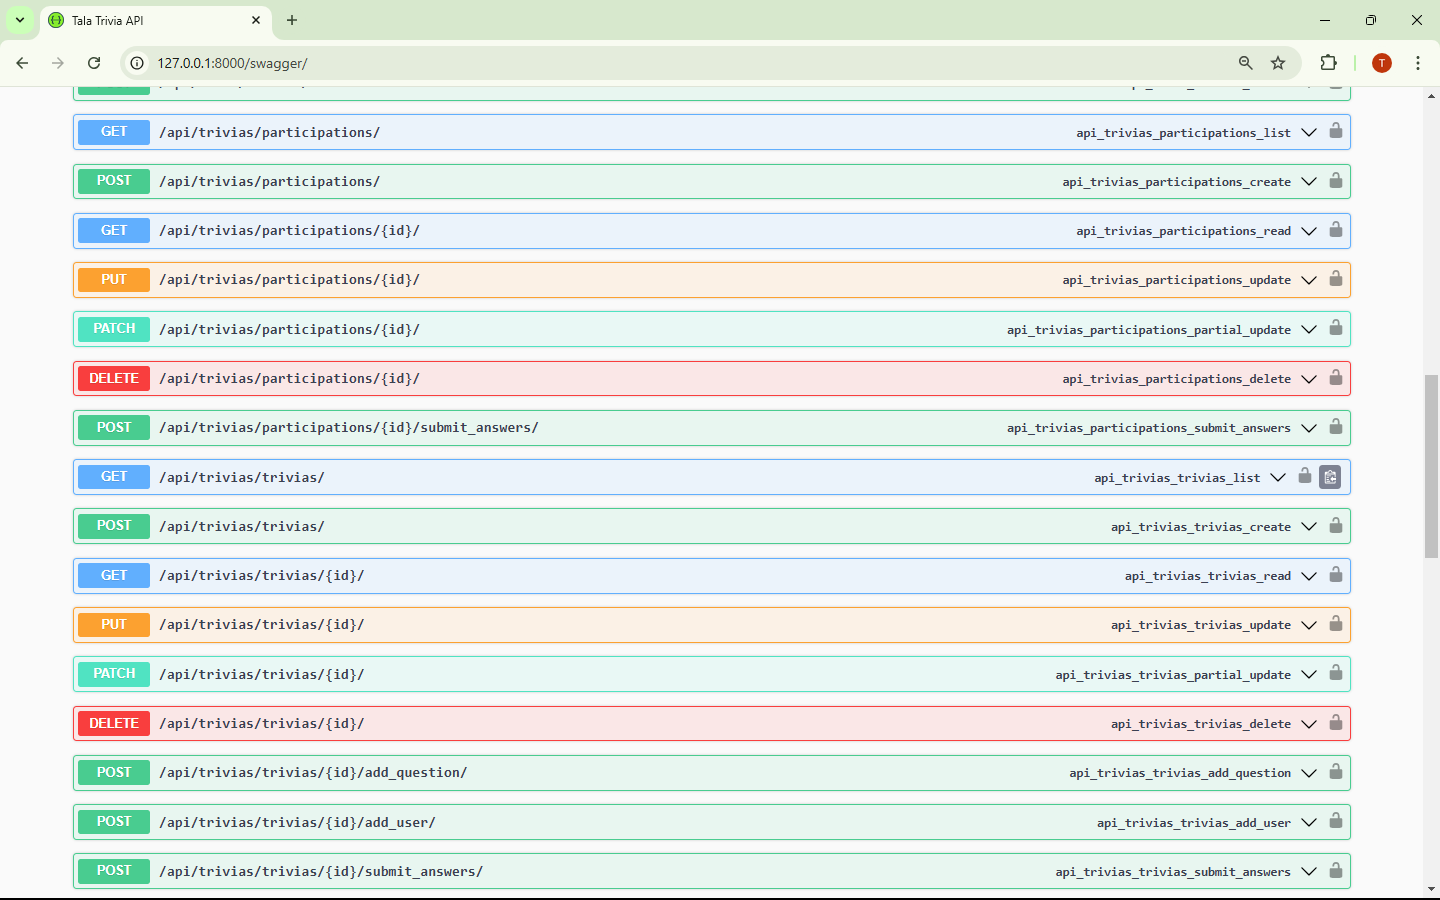 Tala Trivia API
127.0.0.1:8000/swagger/
T
GET /api/trivias/participations/ api_trivias_participations_list
POST /api/trivias/participations/ api_trivias_participations_create
GET /api/trivias/participations/{id}/ api_trivias_participations_read
PUT /api/trivias/participations/{id}/ api_trivias_participations_update
PATCH /api/trivias/participations/{id}/ api_trivias_participations_partial_update
DELETE /api/trivias/participations/{id}/ api_trivias_participations_delete
POST /api/trivias/participations/{id}/submit_answers/ api_trivias_participations_submit_answers
GET /api/trivias/trivias/ api_trivias_trivias_list
POST /api/trivias/trivias/ api_trivias_trivias_create
GET /api/trivias/trivias/{id}/ api_trivias_trivias_read
PUT /api/trivias/trivias/{id}/ api_trivias_trivias_update
PATCH /api/trivias/trivias/{id}/ api_trivias_trivias_partial_update
DELETE /api/trivias/trivias/{id}/ api_trivias_trivias_delete
POST /api/trivias/trivias/{id}/add_question/ api_trivias_trivias_add_question
POST /api/trivias/trivias/{id}/add_user/ api_trivias_trivias_add_user
POST /api/trivias/trivias/{id}/submit_answers/ api_trivias_trivias_submit_answers